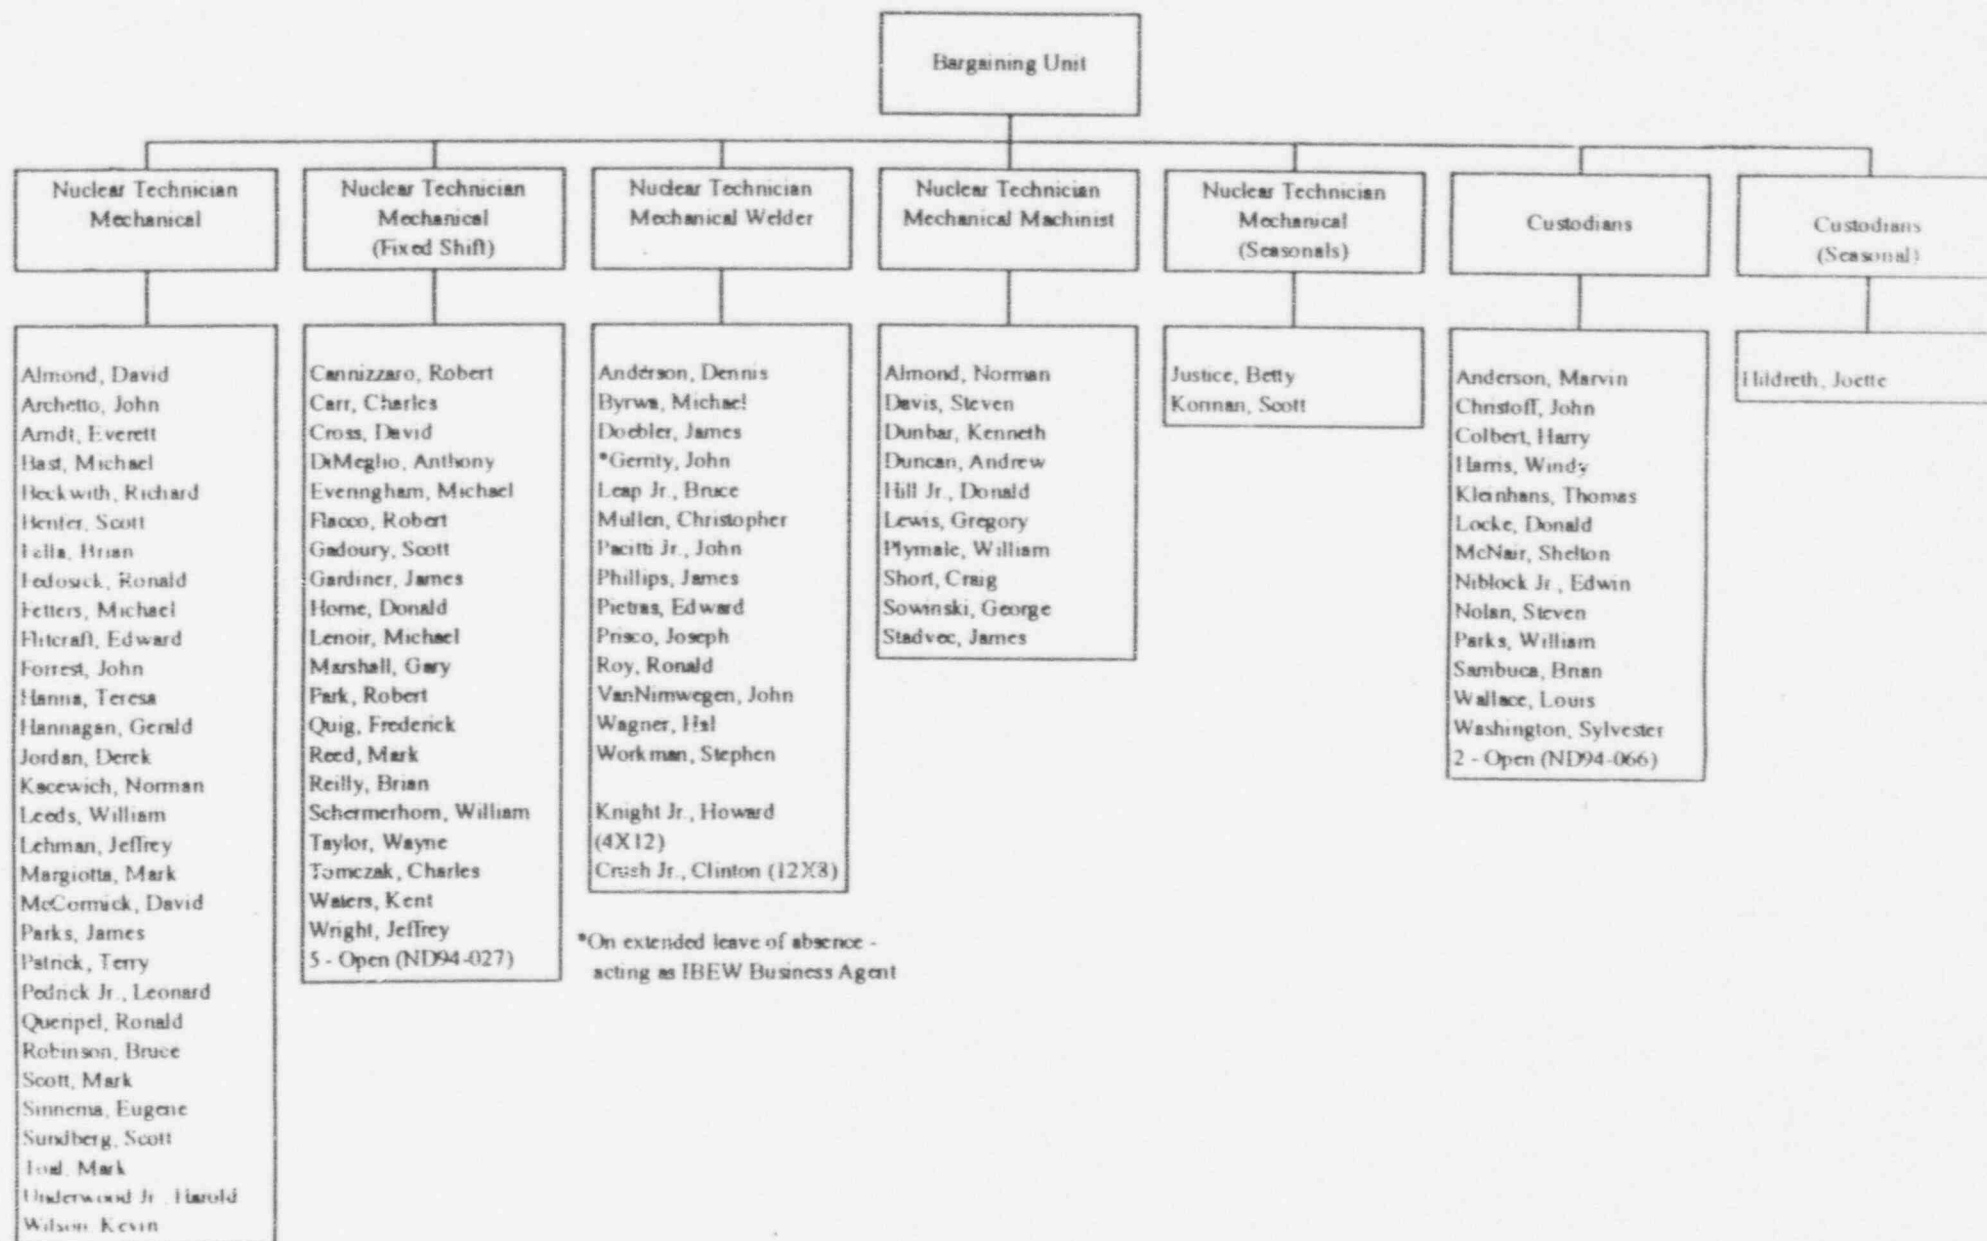 Bargaining Unit
Nuclear Technician
Mechanical
Nuclear Technician
Mechanical
(Fixed Shift)
Nuclear Technician
Mechanical Welder
Nuclear Technician
Mechanical Machinist
Nuclear Technician
Mechanical
(Seasonals)
Custodians
Custodians
(Seasonal)
Almond, David
Archetto, John
Arndt, Everett
Bast, Michael
Beckwith, Richard
Benter, Scott
Brian
Fedosick, Ronald
Fetters, Michael
Flitcraft, Edward
Forrest, John
Hanna, Teresa
Hannagan, Gerald
Jordan, Derek
Kacewich, Norman
Leeds, William
Lehman, Jeffrey
Margiotta, Mark
McCormick, David
Parks, James
Patrick, Terry
Pedrick Jr., Leonard
Queripel, Ronald
Robinson, Bruce
Scott, Mark
Sinnema, Eugene
Sundberg, Scott
Toal, Mark
Underwood Jr., Harold
Wilson, Kevin
Cannizzaro, Robert
Carr, Charles
Cross, David
DiMeglio, Anthony
Everingham, Michael
Flacco, Robert
Gadoury, Scott
Gardiner, James
Horne, Donald
Lenoir, Michael
Marshall, Gary
Park, Robert
Quig, Frederick
Reed, Mark
Reilly, Brian
Schermerhorn, William
Taylor, Wayne
Tomczak, Charles
Waters, Kent
Wright, Jeffrey
5 - Open (ND94-027)
Anderson, Dennis
Byrwa, Michael
Doebler, James
*Gerrity, John
Leap Jr., Bruce
Mullen, Christopher
Pacitti Jr., John
Phillips, James
Pietras, Edward
Prisco, Joseph
Roy, Ronald
VanNimwegen, John
Wagner, Hal
Workman, Stephen
Knight Jr., Howard
(4X12)
Crush Jr., Clinton (12X8)
*On extended leave of absence -
acting as IBEW Business Agent
Almond, Norman
Davis, Steven
Dunbar, Kenneth
Duncan, Andrew
Hill Jr., Donald
Lewis, Gregory
Plymale, William
Short, Craig
Sowinski, George
Stadvec, James
Justice, Betty
Korman, Scott
Anderson, Marvin
Christoff, John
Colbert, Harry
Harris, Windy
Kleinhans, Thomas
Locke, Donald
McNair, Shelton
Niblock Jr., Edwin
Nolan, Steven
Parks, William
Sambuca, Brian
Wallace, Louis
Washington, Sylvester
2 - Open (ND94-066)
Hildreth, Joette